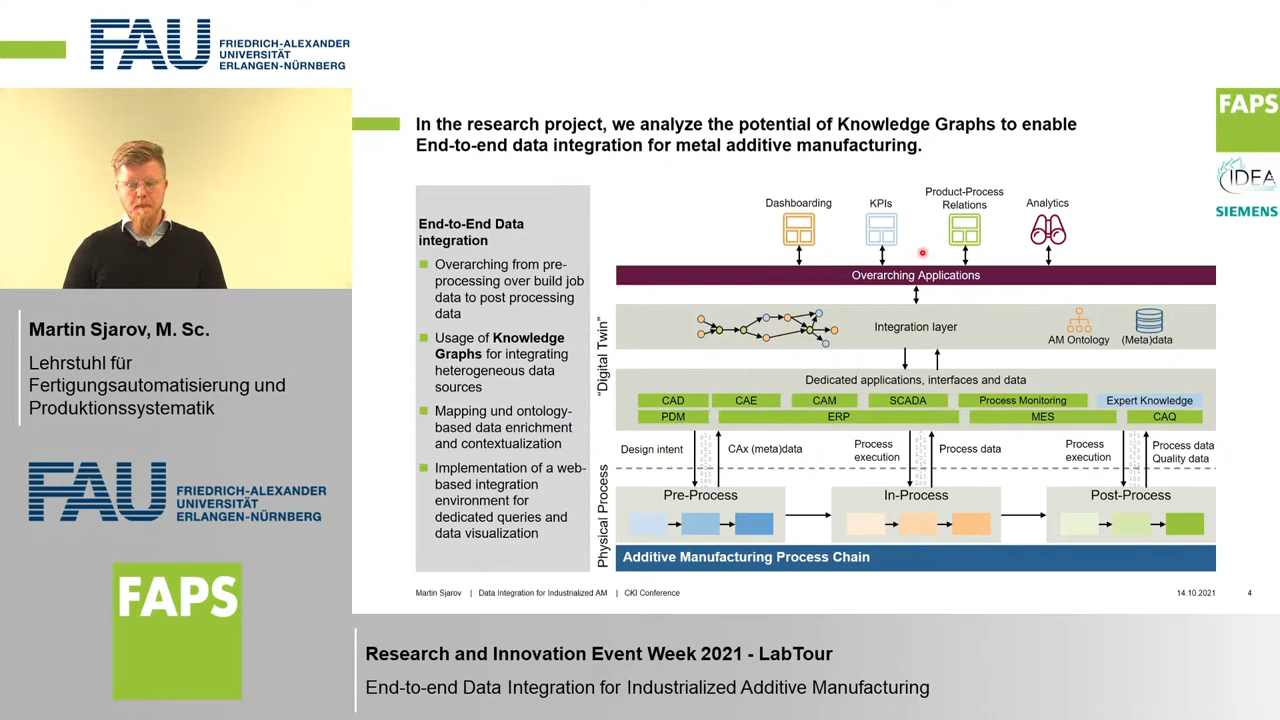 FAU
FRIEDRICH-ALEXANDER
UNIVERSITÄT
ERLANGEN-NÜRNBERG
Martin Sjarov, M. Sc.
Lehrstuhl für
Fertigungsautomatisierung und
Produktionssystematik
FAU
FRIEDRICH-ALEXANDER
UNIVERSITÄT
ERLANGEN-NÜRNBERG
FAPS
In the research project, we analyze the potential of Knowledge Graphs to enable
End-to-end data integration for metal additive manufacturing.
FAPS
IDEA
SIEMENS
End-to-End Data
integration
Overarching from pre-
processing over build job
data to post processing
data
Usage of Knowledge
Graphs for integrating
heterogeneous data
sources
Mapping und ontology-
based data enrichment
and contextualization
Implementation of a web-
based integration
environment for
dedicated queries and
data visualization
"Digital Twin"
Physical Process
Dashboarding
KPIs
Product-Process
Relations
Analytics
Overarching Applications
Integration layer
AM Ontology
(Meta)data
Dedicated applications, interfaces and data
CAD
CAE
CAM
SCADA
Process Monitoring
Expert Knowledge
PDM
ERP
MES
CAQ
Design intent
CAx (meta)data
Process
execution
Process data
Process
execution
Process data
Quality data
Pre-Process
In-Process
Post-Process
Additive Manufacturing Process Chain
Martin Sjarov | Data Integration for Industrialized AM | CKI Conference
14.10.2021
4
Research and Innovation Event Week 2021 - LabTour
End-to-end Data Integration for Industrialized Additive Manufacturing